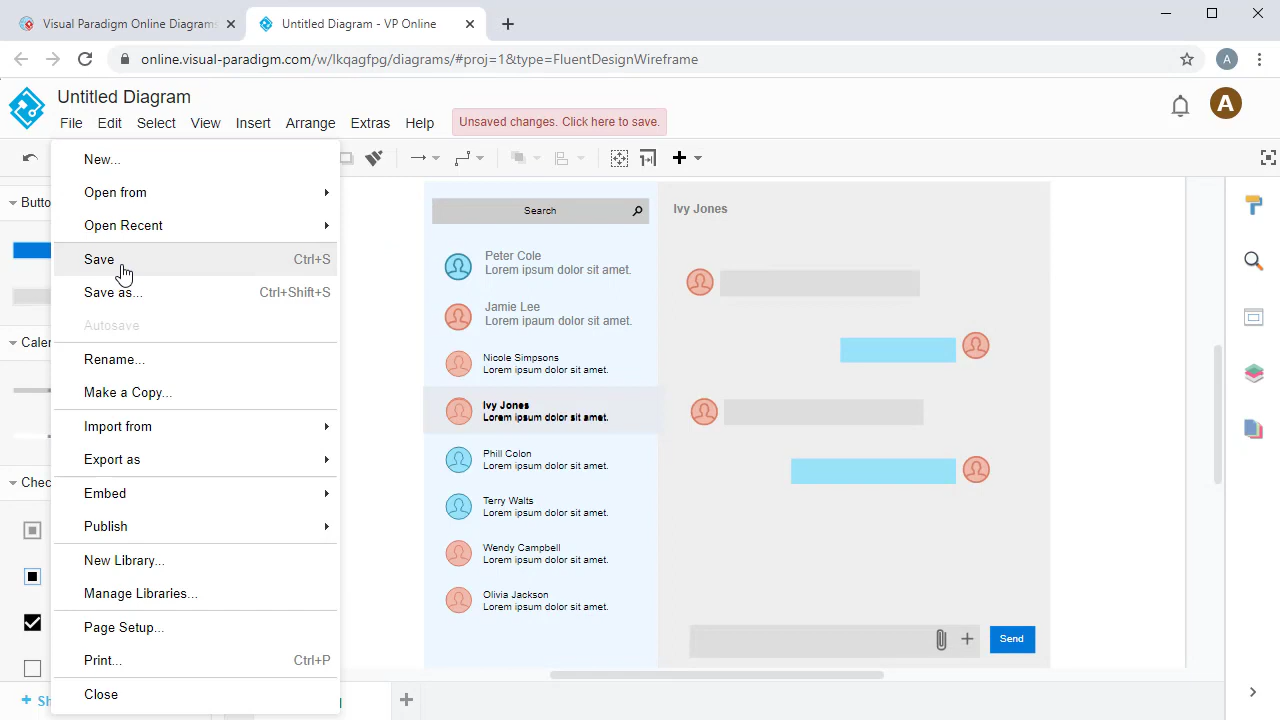 Visual Paradigm Online Diagrams
Untitled Diagram - VP Online
online.visual-paradigm.com/w/lkqagfpg/diagrams/#proj=1&type=FluentDesignWireframe
A
Untitled Diagram
A
File Edit Select View Insert Arrange Extras Help
Unsaved changes. Click here to save.
New...
Open from
Open Recent
Save Ctrl+S
Save as... Ctrl+Shift+S
Autosave
Rename...
Make a Copy...
Import from
Export as
Embed
Publish
New Library...
Manage Libraries...
Page Setup...
Print... Ctrl+P
Close
Butto
Caler
Chec
+ Sh
Search
Peter Cole
Lorem ipsum dolor sit amet.
Jamie Lee
Lorem ipaum dolor sit amet.
Nicole Simpsons
Lorem ipsum dolor sit amet.
Ivy Jones
Lorem ipsum dolor sit amet.
Phill Colon
Lorem ipsum dolor sit amet.
Terry Walts
Lorem ipsum dolor sit amet.
Wendy Campbell
Lorem ipsum dolor sit amet.
Olivia Jackson
Lorem ipsum dolor sit amet.
Ivy Jones
Send